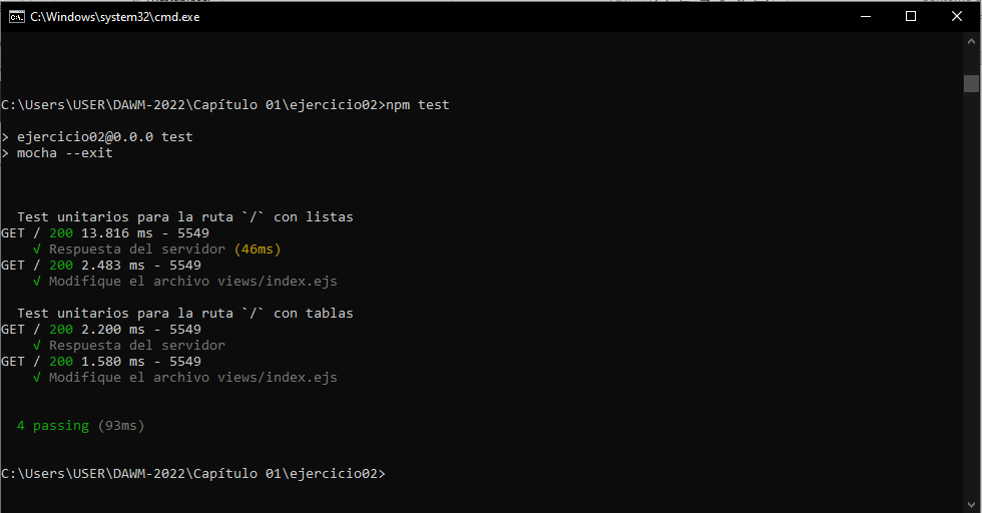 C:\Windows\system32\cmd.exe
C:\Users\USER\DAWM-2022\Capítulo 01\ejercicio02>npm test
> ejercicio02@0.0.0 test
> mocha --exit
Test unitarios para la ruta `/` con listas
GET / 200 13.816 ms - 5549
√ Respuesta del servidor (46ms)
GET / 200 2.483 ms - 5549
√ Modifique el archivo views/index.ejs
Test unitarios para la ruta `/` con tablas
GET / 200 2.200 ms - 5549
√ Respuesta del servidor
GET / 200 1.580 ms - 5549
√ Modifique el archivo views/index.ejs
4 passing (93ms)
C:\Users\USER\DAWM-2022\Capítulo 01\ejercicio02>